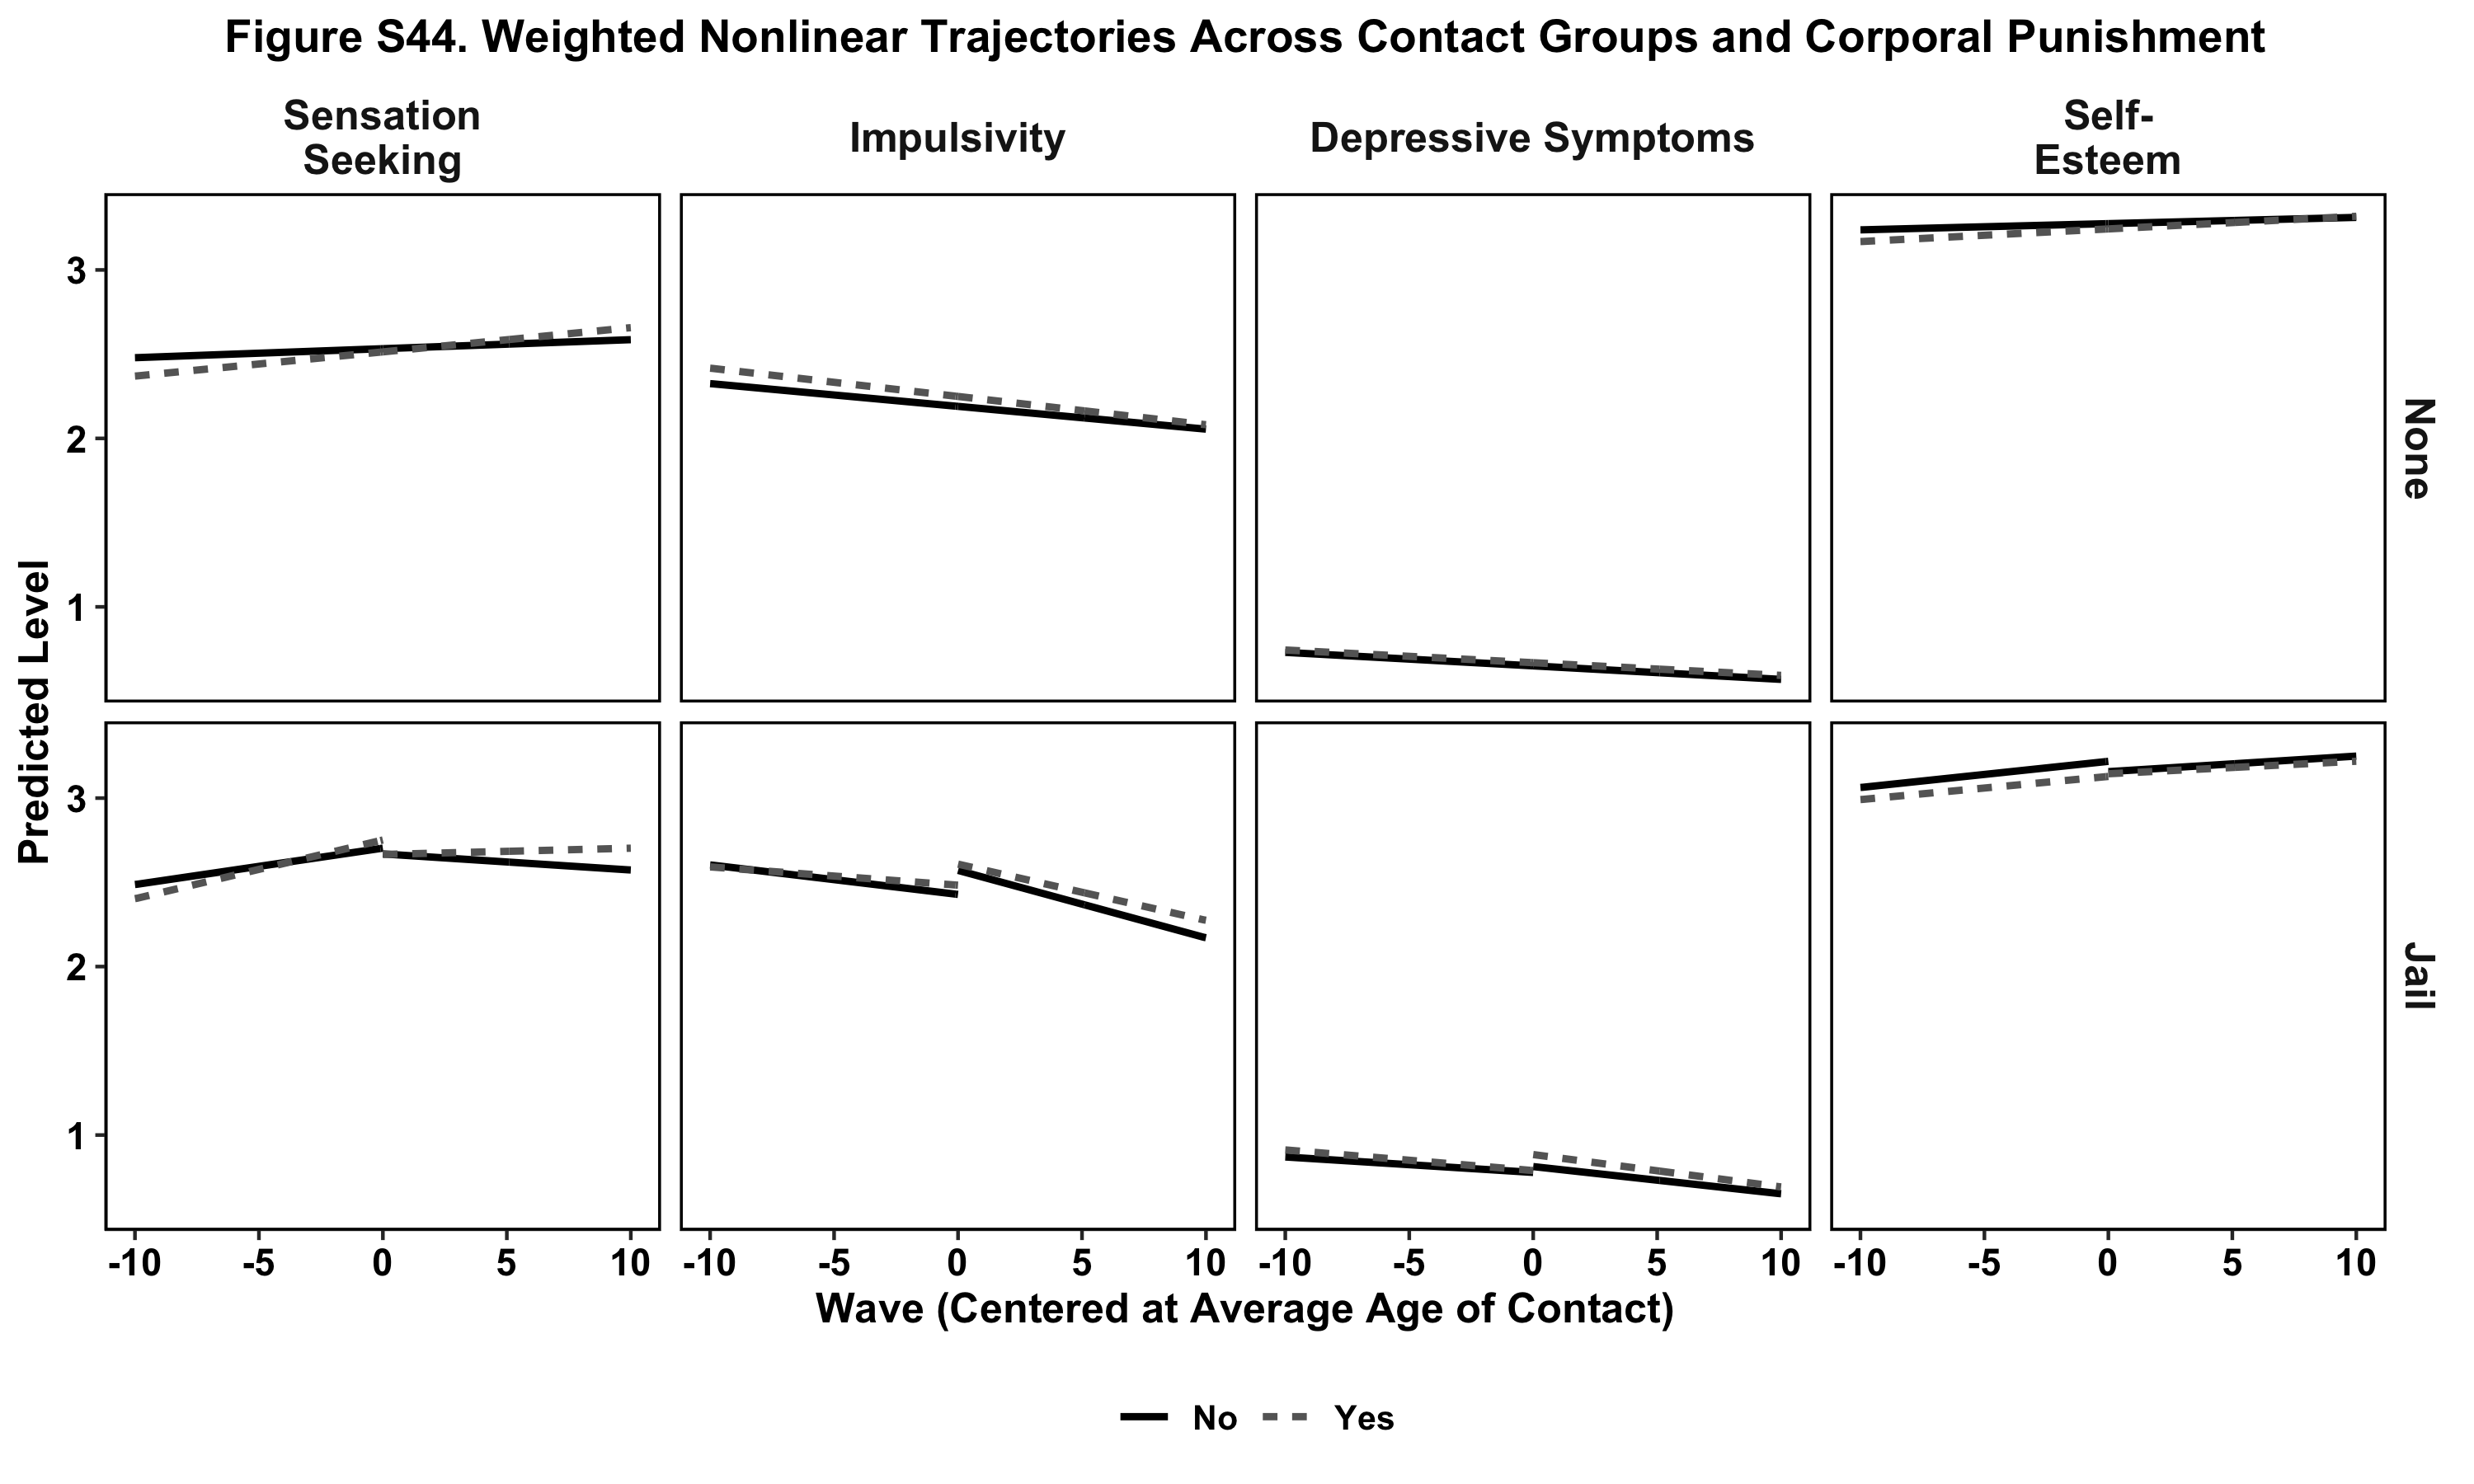 Figure S44. Weighted Nonlinear Trajectories Across Contact Groups and Corporal Punishment
Sensation
Seeking
Impulsivity
Depressive Symptoms
Self-
Esteem
Predicted Level
3
2
1
None
3
2
1
Jail
-10 -5 0 5 10 -10 -5 0 5 10 -10 -5 0 5 10 -10 -5 0 5 10
Wave (Centered at Average Age of Contact)
No Yes